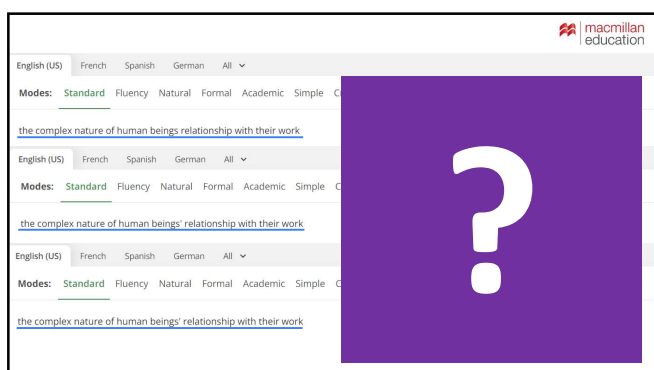 macmillan
education
English (US) French Spanish German All
Modes: Standard Fluency Natural Formal Academic Simple
the complex nature of human beings relationship with their work
English (US) French Spanish German All
Modes: Standard Fluency Natural Formal Academic Simple
the complex nature of human beings' relationship with their work
English (US) French Spanish German All
Modes: Standard Fluency Natural Formal Academic Simple
the complex nature of human beings' relationship with their work
?